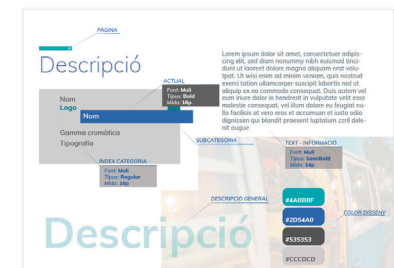 PÀGINA
Descripció
Lorem ipsum dolor sit amet, consectetuer adipis-
cing elit, sed diam nonummy nibh euismod tinci-
dunt ut laoreet dolore magna aliquam erat volu-
tpat. Ut wisi enim ad minim veniam, quis nostrud
exerci tation ullamcorper suscipit lobortis nisl ut
aliquip ex ea commodo consequat. Duis autem vel
eum iriure dolor in hendrerit in vulputate velit esse
molestie consequat, vel illum dolore eu feugiat nu-
lla facilisis at vero eros et accumsan et iusto odio
dignissim qui blandit praesent luptatum zzril dele-
nit augue
ACTUAL
Font: Muli
Tipus: Bold
Mida: 16p
Nom
Logo
Nom
Gamma cromàtica
Tipografia
SUBCATEGORIA
ÍNDEX CATEGORIA
Font: Muli
Tipus: Regular
Mida: 16p
TEXT - INFORMACIÓ
Font: Muli
Tipus: SemiBold
Mida: 14p
DESCRIPCIÓ GENERAL
Descripció
COLOR DISSENY
#4ABBBF
#2D54A0
#535353
#CCCDCD